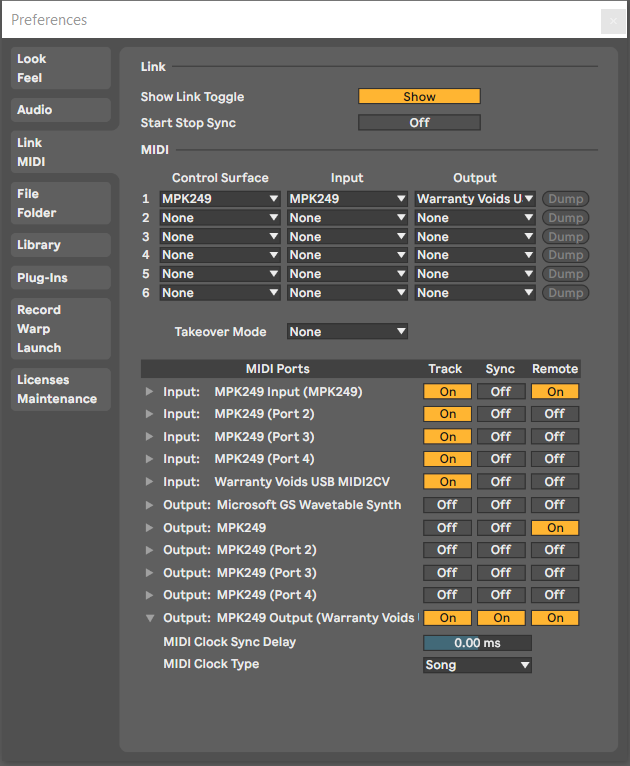 Preferences
Look
Feel
Audio
Link
MIDI
File
Folder
Library
Plug-Ins
Record
Warp
Launch
Licenses
Maintenance
Link
Show Link Toggle Show
Start Stop Sync Off
MIDI
Control Surface Input Output
1 MPK249 MPK249 Warranty Voids U Dump
2 None None None Dump
3 None None None Dump
4 None None None Dump
5 None None None Dump
6 None None None Dump
Takeover Mode None
MIDI Ports Track Sync Remote
Input: MPK249 Input (MPK249) On Off On
Input: MPK249 (Port 2) On Off Off
Input: MPK249 (Port 3) On Off Off
Input: MPK249 (Port 4) On Off Off
Input: Warranty Voids USB MIDI2CV On Off Off
Output: Microsoft GS Wavetable Synth Off Off Off
Output: MPK249 Off Off On
Output: MPK249 (Port 2) Off Off Off
Output: MPK249 (Port 3) Off Off Off
Output: MPK249 (Port 4) Off Off Off
Output: MPK249 Output (Warranty Voids On On On
MIDI Clock Sync Delay 0.00 ms
MIDI Clock Type Song